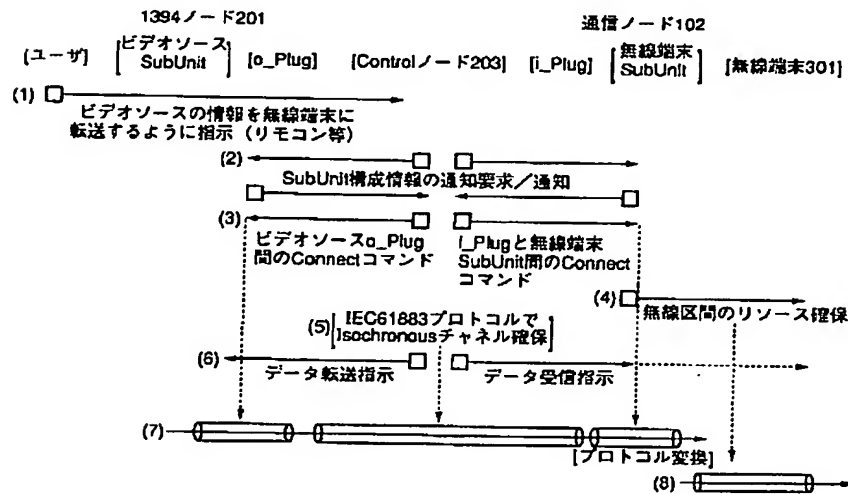 1394ノード201
通信ノード102
[ユーザ] [ビデオソース SubUnit] [o_Plug] [Controlノード203] [i_Plug] [無線端末 SubUnit] [無線端末301]
(1)
ビデオソースの情報を無線端末に
転送するように指示（リモコン等）
(2)
SubUnit構成情報の通知要求／通知
(3)
ビデオソースo_Plug
間のConnectコマンド
i_Plugと無線端末
SubUnit間のConnect
コマンド
(4)
無線区間のリソース確保
(5)
[IEC61883プロトコルで
Isochronousチャネル確保]
(6)
データ転送指示
データ受信指示
(7)
[プロトコル変換]
(8)